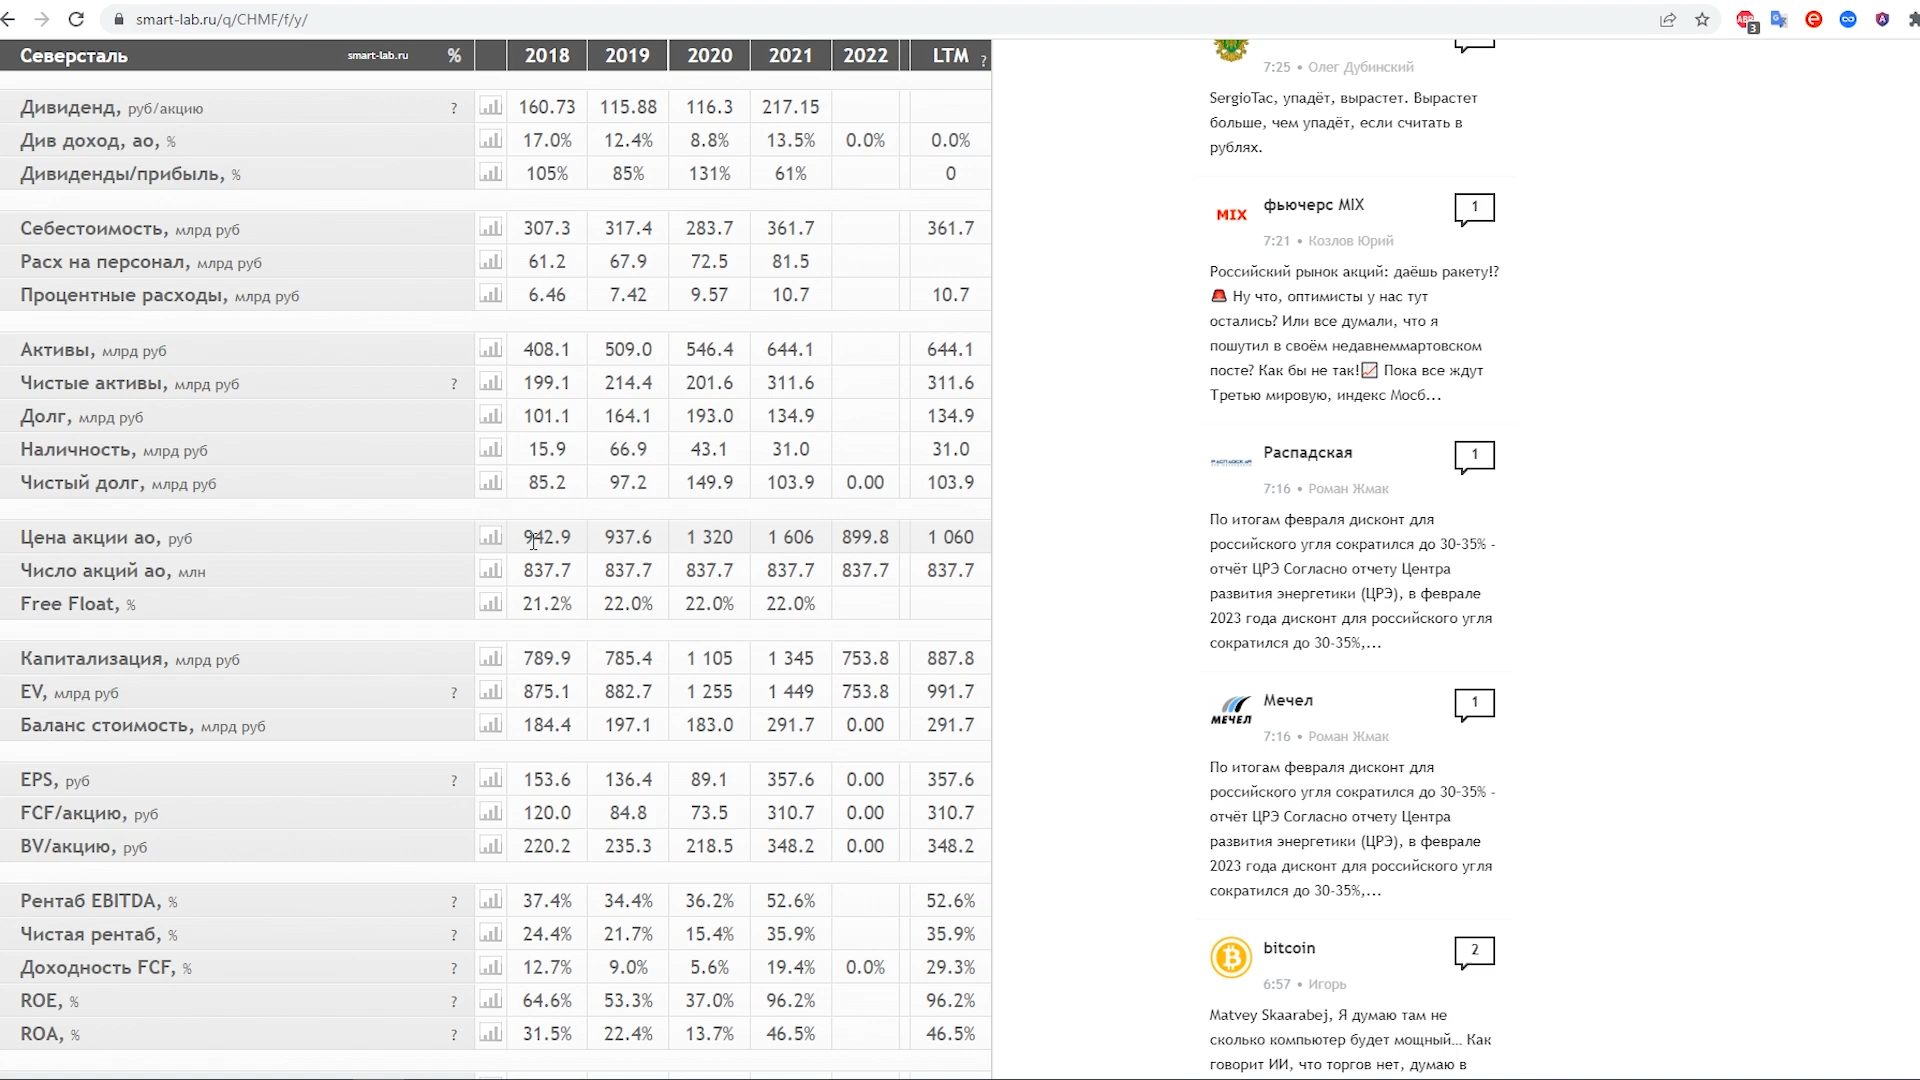 smart-lab.ru/q/CHMF/f/y/
3
Северсталь smart-lab.ru % 2018 2019 2020 2021 2022 LTM ?
Дивиденд, руб/акцию ? 160.73 115.88 116.3 217.15
Див доход, ао, % 17.0% 12.4% 8.8% 13.5% 0.0% 0.0%
Дивиденды/прибыль, % 105% 85% 131% 61% 0
Себестоимость, млрд руб 307.3 317.4 283.7 361.7 361.7
Расх на персонал, млрд руб 61.2 67.9 72.5 81.5
Процентные расходы, млрд руб 6.46 7.42 9.57 10.7 10.7
Активы, млрд руб 408.1 509.0 546.4 644.1 644.1
Чистые активы, млрд руб ? 199.1 214.4 201.6 311.6 311.6
Долг, млрд руб 101.1 164.1 193.0 134.9 134.9
Наличность, млрд руб 15.9 66.9 43.1 31.0 31.0
Чистый долг, млрд руб 85.2 97.2 149.9 103.9 0.00 103.9
Цена акции ао, руб 942.9 937.6 1 320 1 606 899.8 1 060
Число акций ао, млн 837.7 837.7 837.7 837.7 837.7 837.7
Free Float, % 21.2% 22.0% 22.0% 22.0%
Капитализация, млрд руб 789.9 785.4 1 105 1 345 753.8 887.8
EV, млрд руб ? 875.1 882.7 1 255 1 449 753.8 991.7
Баланс стоимость, млрд руб 184.4 197.1 183.0 291.7 0.00 291.7
EPS, руб ? 153.6 136.4 89.1 357.6 0.00 357.6
FCF/акцию, руб 120.0 84.8 73.5 310.7 0.00 310.7
BV/акцию, руб 220.2 235.3 218.5 348.2 0.00 348.2
Рентаб EBITDA, % ? 37.4% 34.4% 36.2% 52.6% 52.6%
Чистая рентаб, % ? 24.4% 21.7% 15.4% 35.9% 35.9%
Доходность FCF, % ? 12.7% 9.0% 5.6% 19.4% 0.0% 29.3%
ROE, % ? 64.6% 53.3% 37.0% 96.2% 96.2%
ROA, % ? 31.5% 22.4% 13.7% 46.5% 46.5%
7:25 • Олег Дубинский
SergioTac, упадёт, вырастет. Вырастет
больше, чем упадёт, если считать в
рублях.
MIX фьючерс MIX 1
7:21 • Козлов Юрий
Российский рынок акций: даёшь ракету!?
🚨 Ну что, оптимисты у нас тут
остались? Или все думали, что я
пошутил в своём недавнеммартовском
посте? Как бы не так!📈 Пока все ждут
Третью мировую, индекс Мосб...
РАСПАДСКАЯ Распадская 1
7:16 • Роман Жмак
По итогам февраля дисконт для
российского угля сократился до 30-35% -
отчёт ЦРЭ Согласно отчету Центра
развития энергетики (ЦРЭ), в феврале
2023 года дисконт для российского угля
сократился до 30-35%,...
МЕЧЕЛ Мечел 1
7:16 • Роман Жмак
По итогам февраля дисконт для
российского угля сократился до 30-35% -
отчёт ЦРЭ Согласно отчету Центра
развития энергетики (ЦРЭ), в феврале
2023 года дисконт для российского угля
сократился до 30-35%,...
bitcoin 2
6:57 • Игорь
Matvey Skaarabej, Я думаю там не
сколько компьютер будет мощный... Как
говорит ИИ, что торгов нет, думаю в